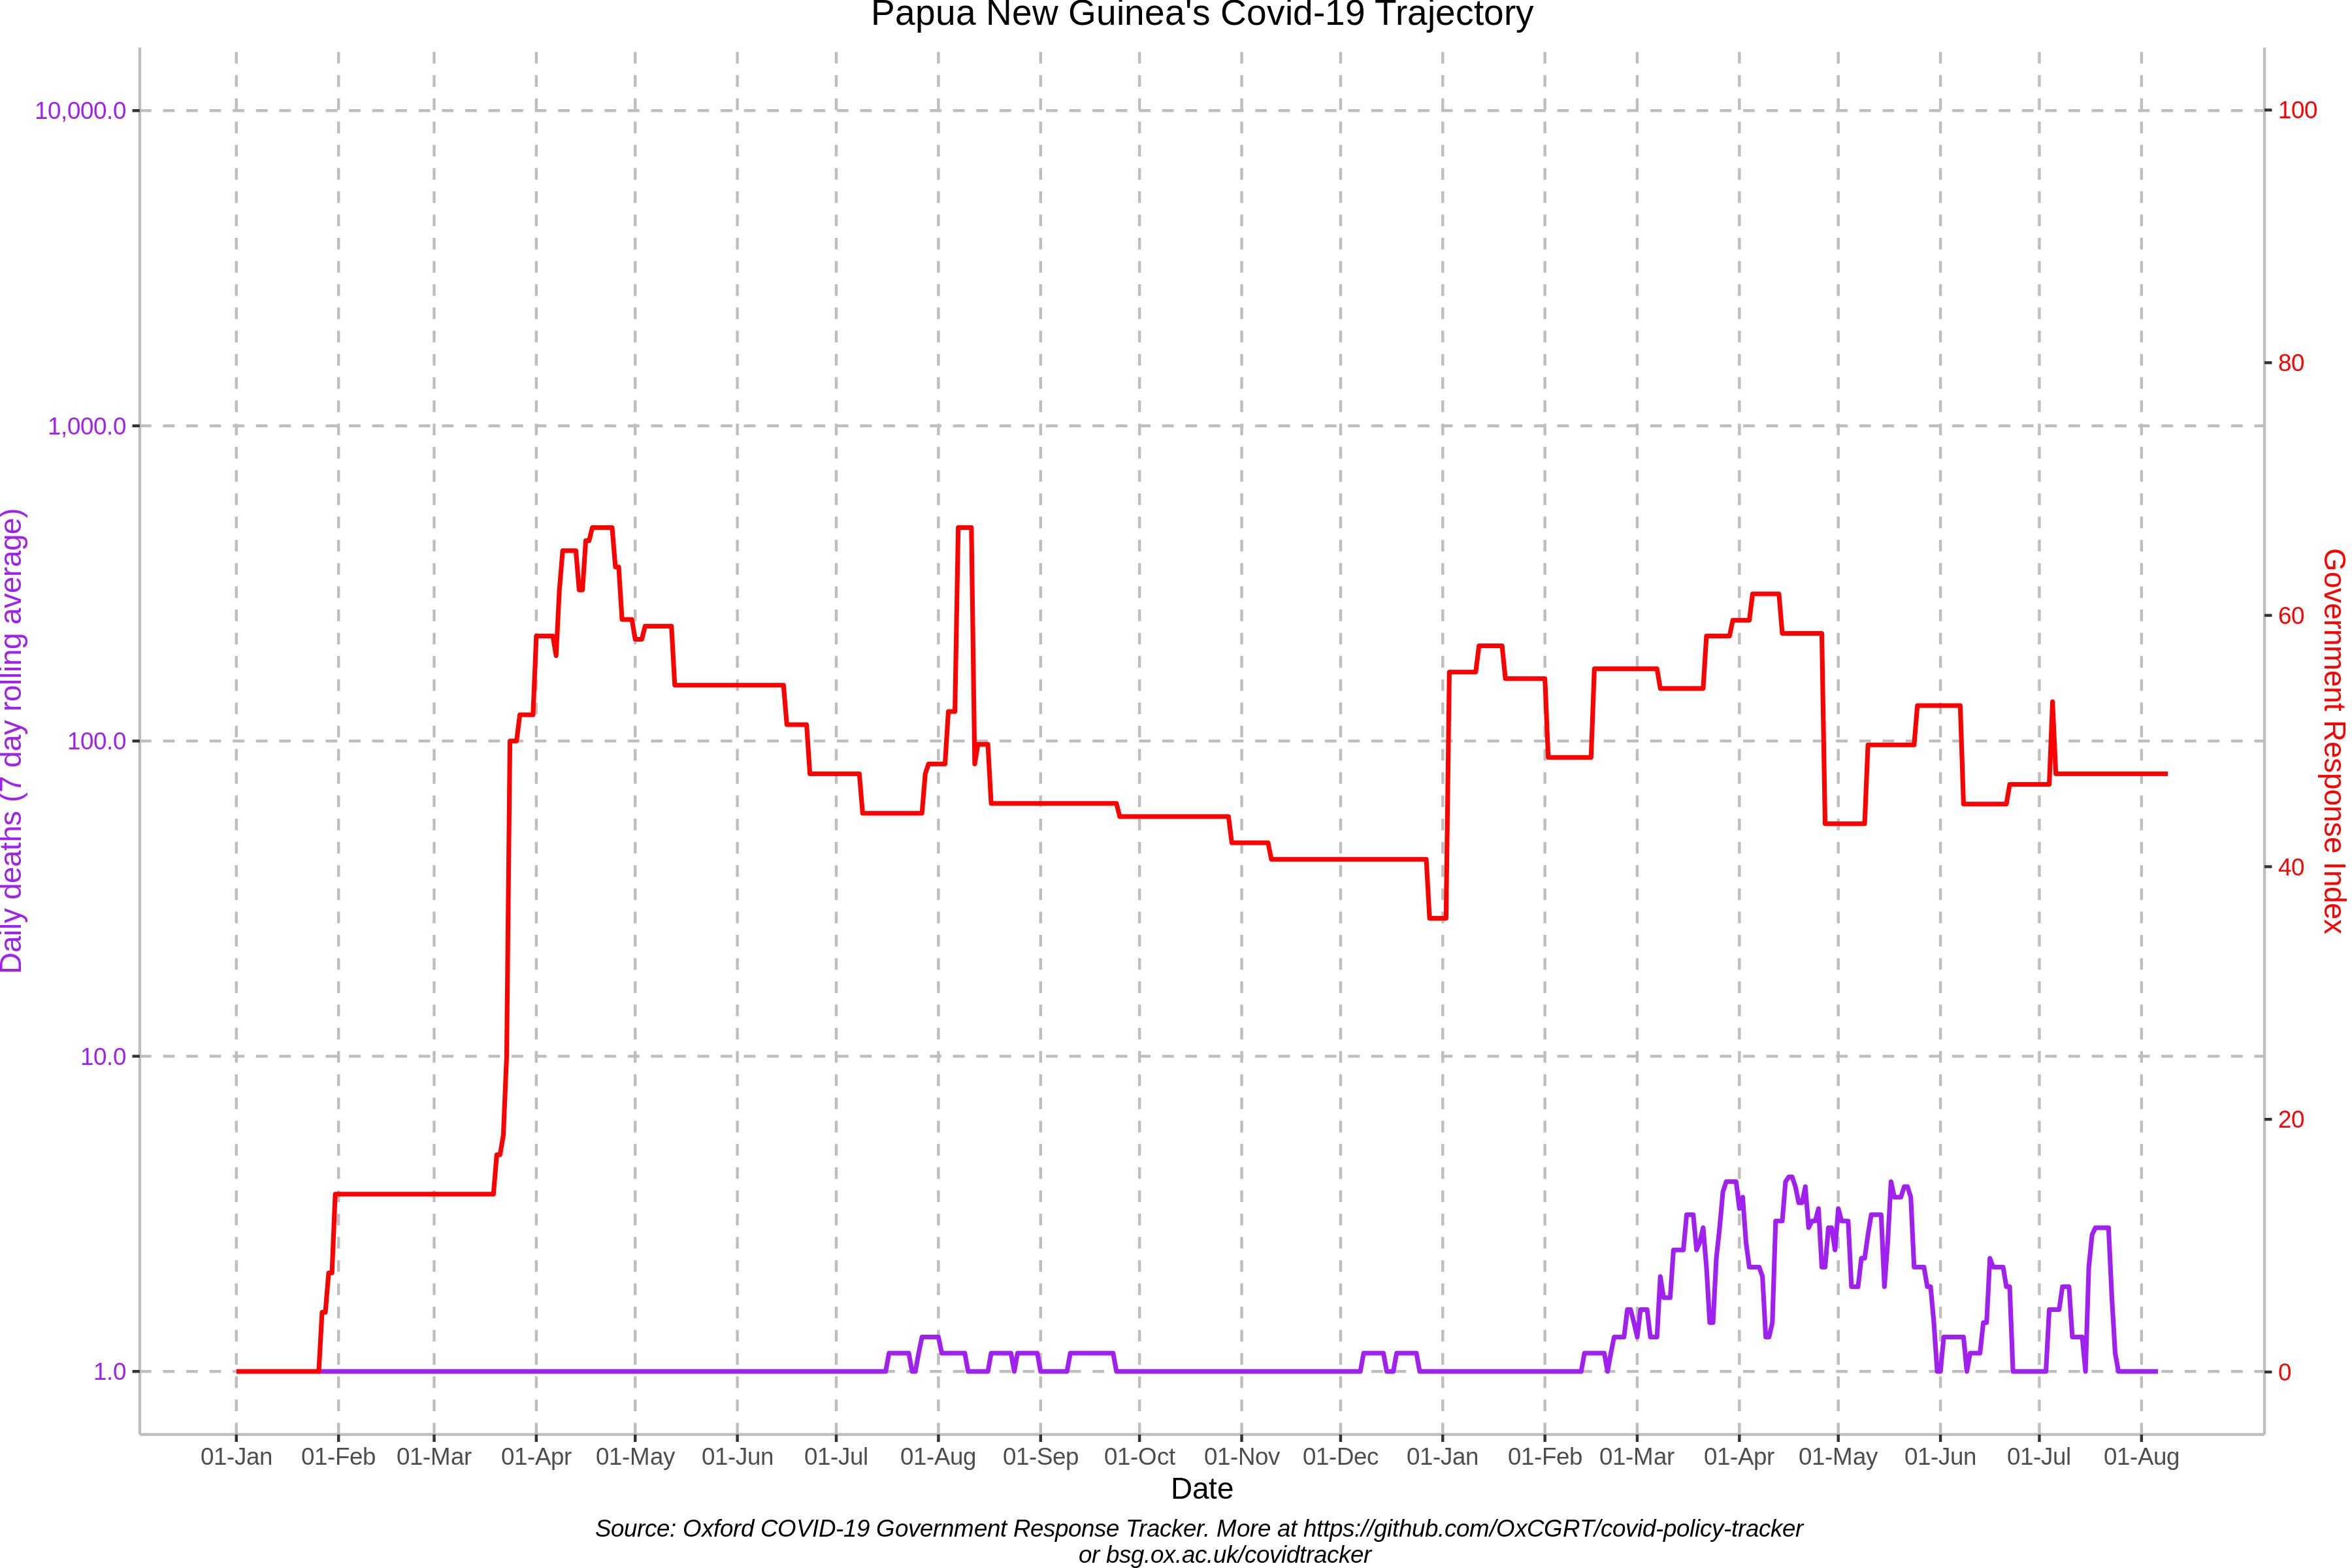 Papua New Guinea's Covid-19 Trajectory
Daily deaths (7 day rolling average)
10,000.0
1,000.0
100.0
10.0
1.0
100
80
60
40
20
0
Government Response Index
01-Jan 01-Feb 01-Mar 01-Apr 01-May 01-Jun 01-Jul 01-Aug 01-Sep 01-Oct 01-Nov 01-Dec 01-Jan 01-Feb 01-Mar 01-Apr 01-May 01-Jun 01-Jul 01-Aug
Date
Source: Oxford COVID-19 Government Response Tracker. More at https://github.com/OxCGRT/covid-policy-tracker
or bsg.ox.ac.uk/covidtracker